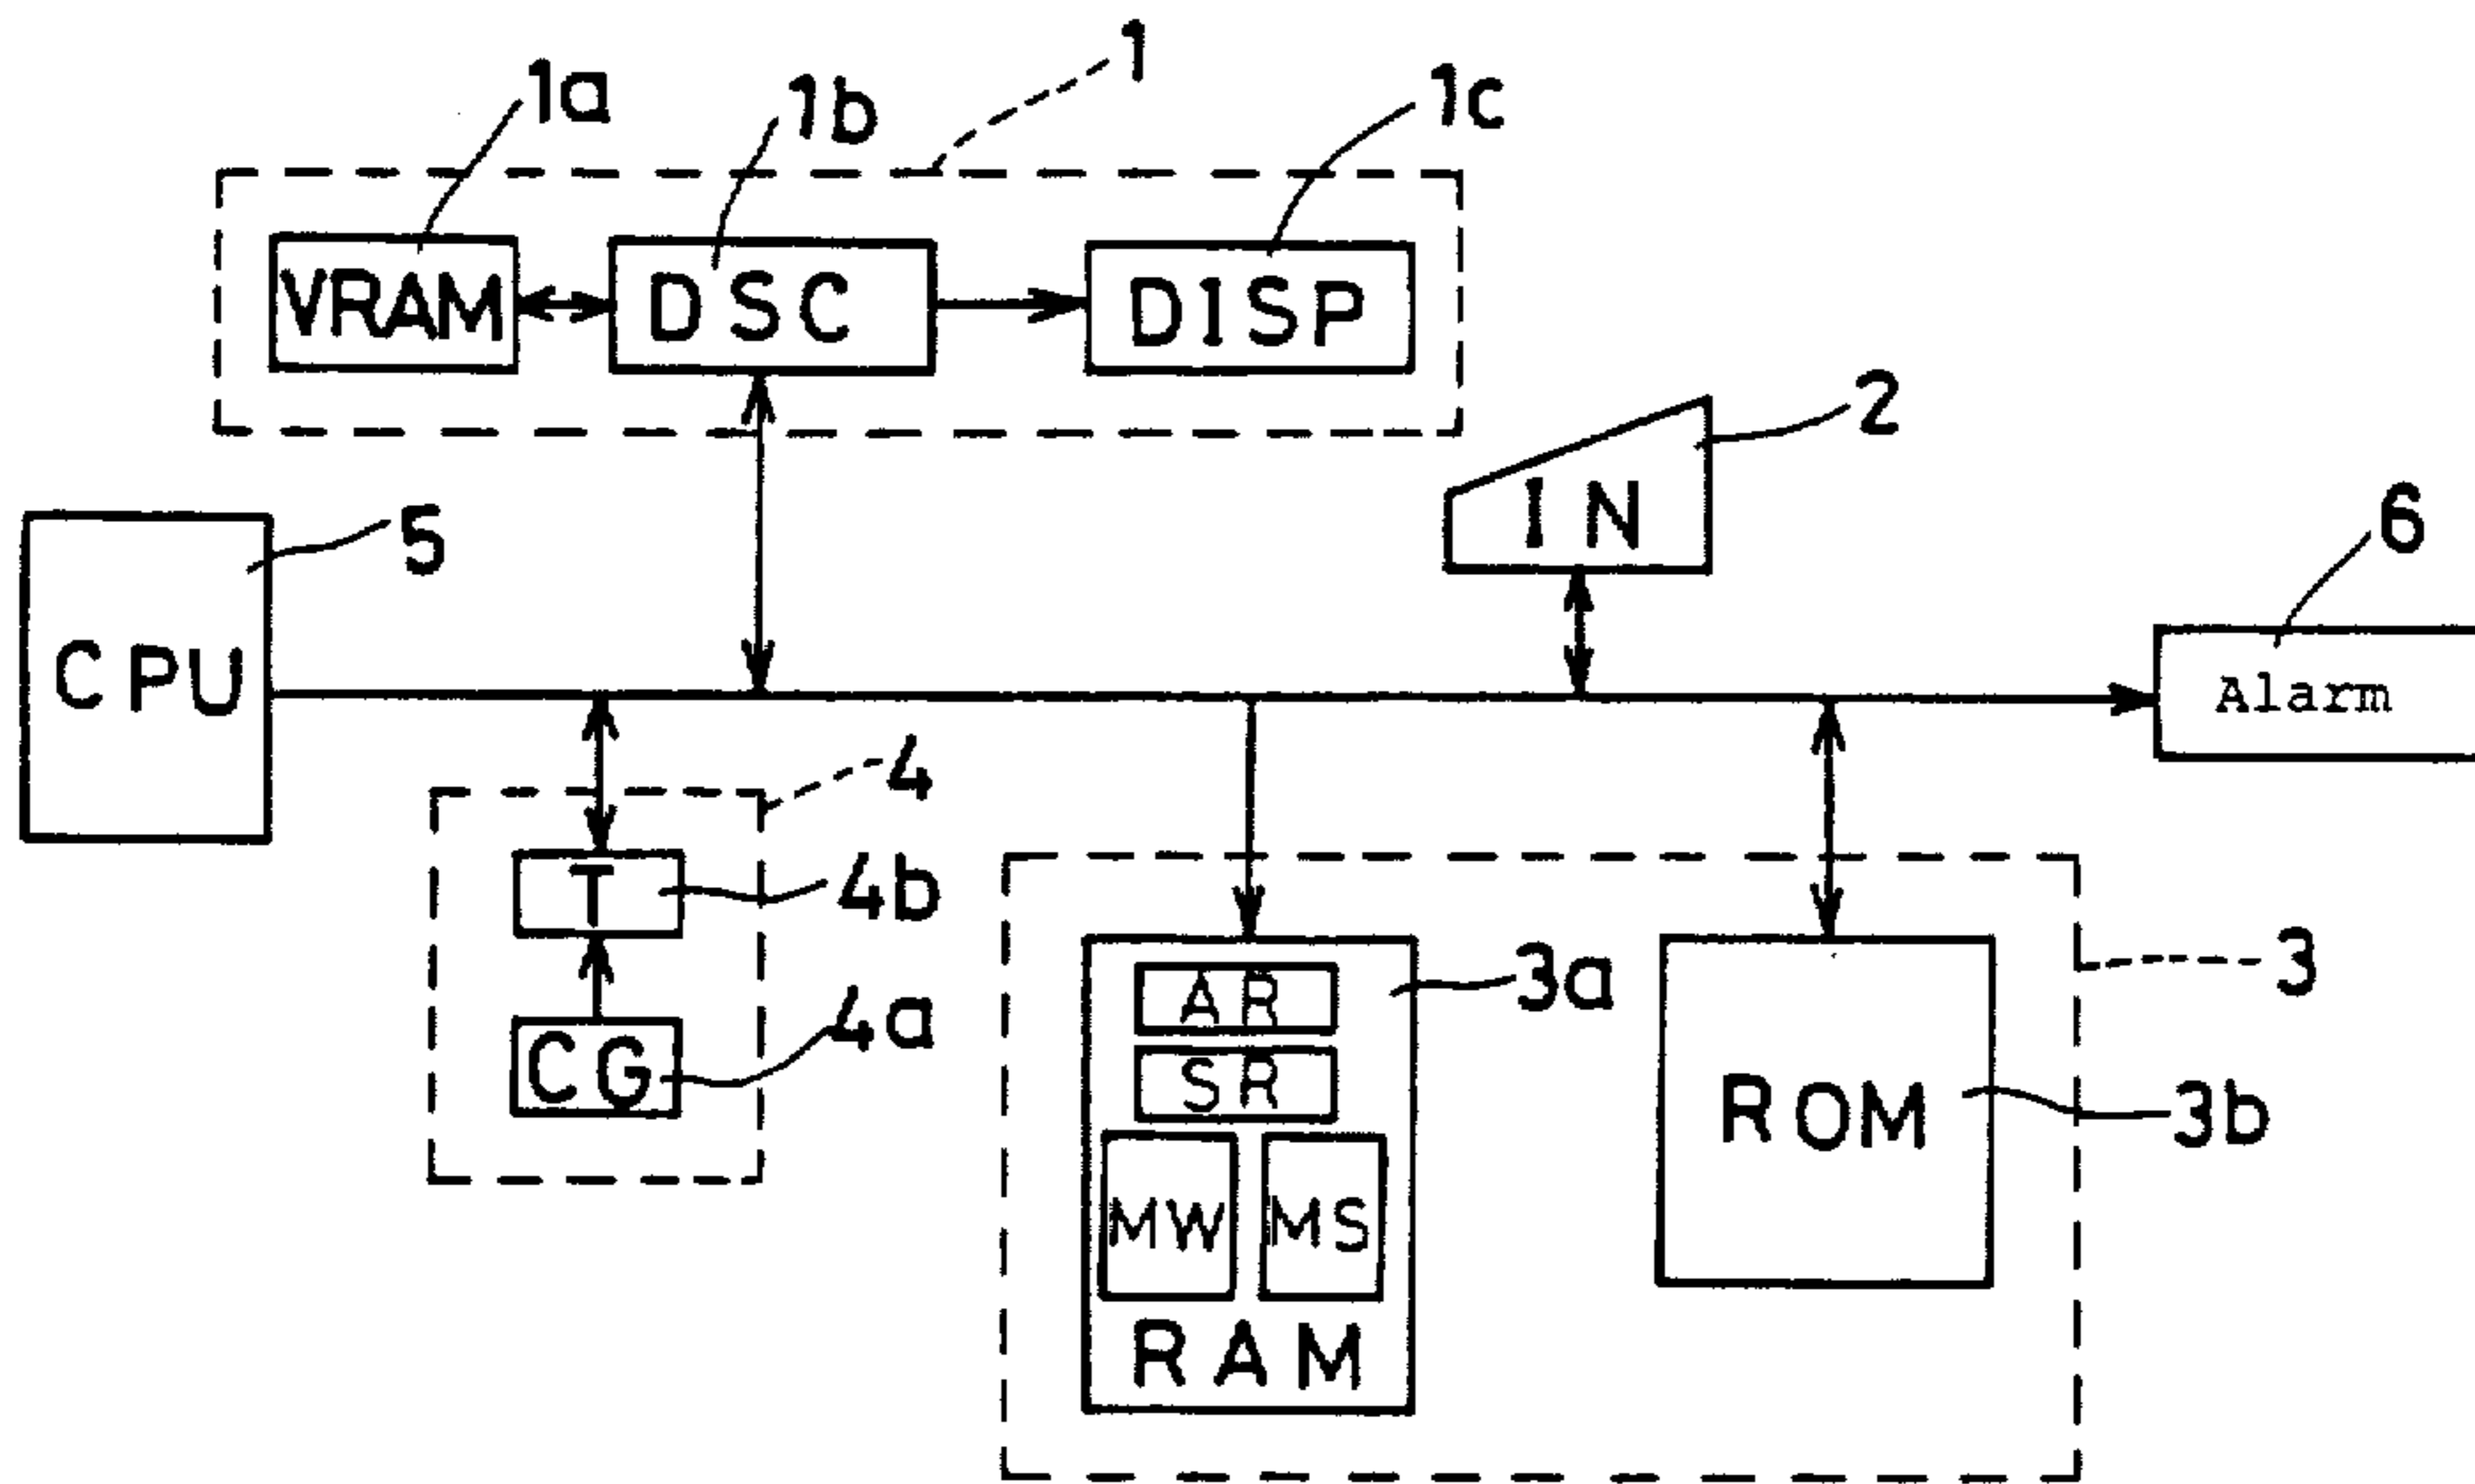 1
1a
1b
1c
VRAM
DSC
DISP
2
IN
5
CPU
6
Alarm
4
T
4b
CG
4a
3
AR
3a
SR
MW
MS
RAM
ROM
3b